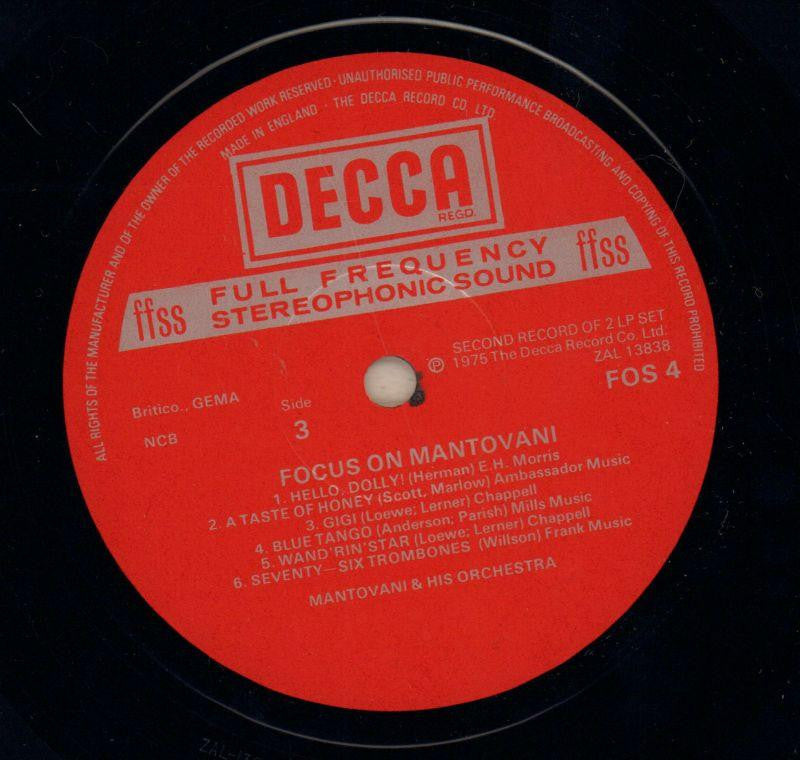 ALL RIGHTS OF THE MANUFACTURER AND OF THE OWNER OF THE RECORDED WORK RESERVED · UNAUTHORISED PUBLIC PERFORMANCE BROADCASTING AND COPYING OF THIS RECORD PROHIBITED
MADE IN ENGLAND · THE DECCA RECORD CO. LTD
DECCA
REGD.
ffss FULL FREQUENCY ffss
STEREOPHONIC SOUND
SECOND RECORD OF 2 LP SET
℗ 1975 The Decca Record Co. Ltd.
ZAL 13838
FOS 4
Britico., GEMA
NCB
Side
3
FOCUS ON MANTOVANI
1. HELLO, DOLLY! (Herman) E.H. Morris
2. A TASTE OF HONEY (Scott, Marlow) Ambassador Music
3. GIGI (Loewe; Lerner) Chappell
4. BLUE TANGO (Anderson; Parish) Mills Music
5. WAND'RIN' STAR (Loewe; Lerner) Chappell
6. SEVENTY—SIX TROMBONES (Willson) Frank Music
MANTOVANI & HIS ORCHESTRA